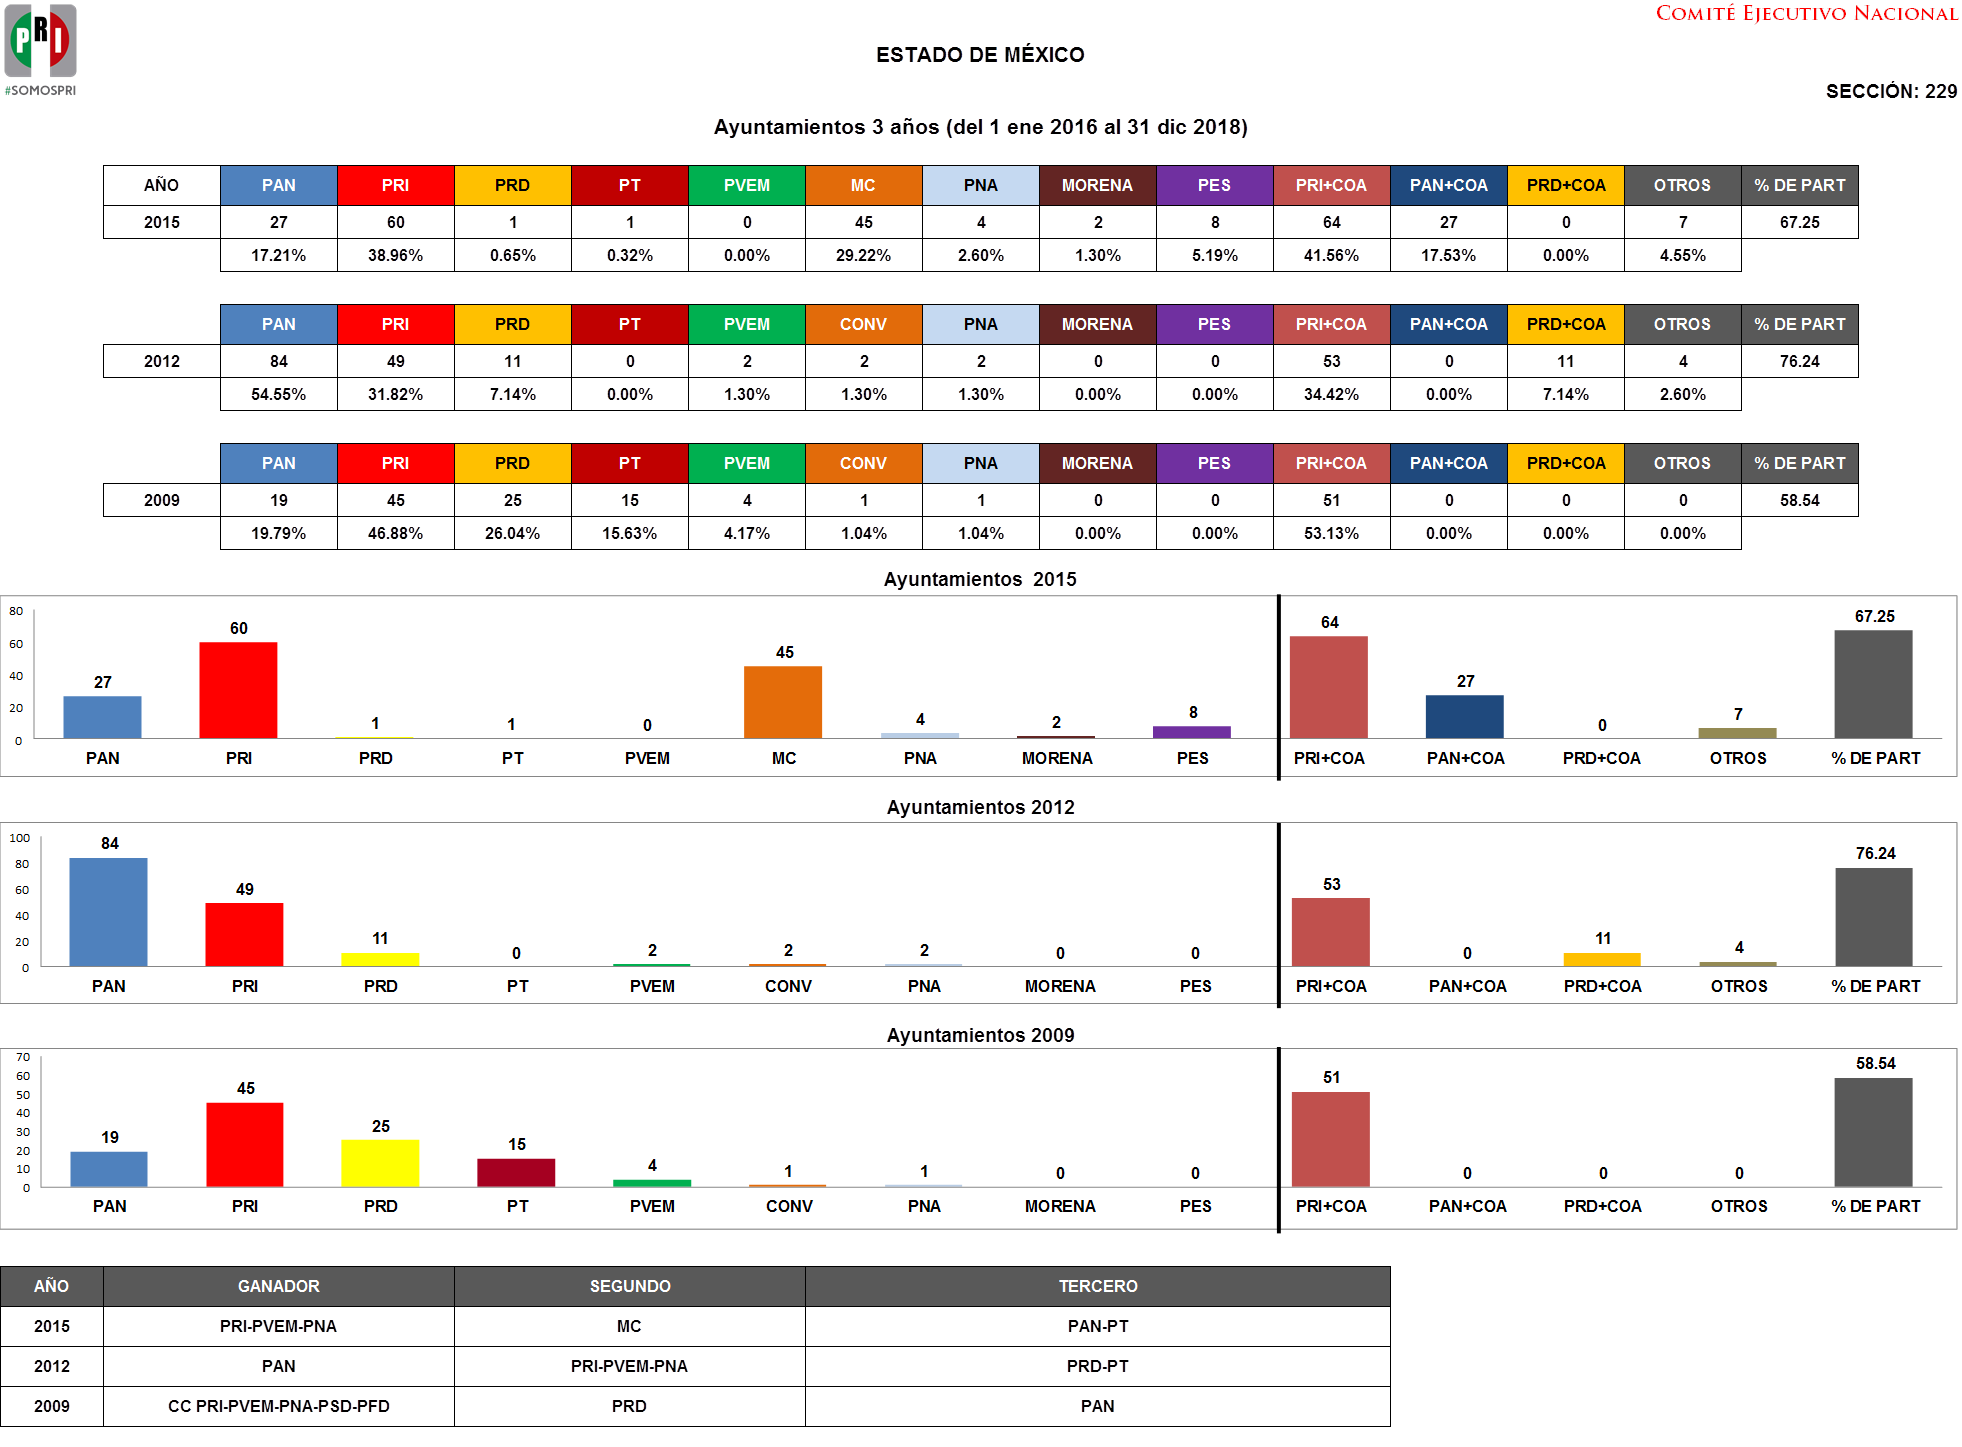 PRI
#SOMOSPRI
COMITÉ EJECUTIVO NACIONAL
ESTADO DE MÉXICO
SECCIÓN: 229
Ayuntamientos 3 años (del 1 ene 2016 al 31 dic 2018)
AÑO PAN PRI PRD PT PVEM MC PNA MORENA PES PRI+COA PAN+COA PRD+COA OTROS % DE PART
2015 27 60 1 1 0 45 4 2 8 64 27 0 7 67.25
17.21% 38.96% 0.65% 0.32% 0.00% 29.22% 2.60% 1.30% 5.19% 41.56% 17.53% 0.00% 4.55%
PAN PRI PRD PT PVEM CONV PNA MORENA PES PRI+COA PAN+COA PRD+COA OTROS % DE PART
2012 84 49 11 0 2 2 2 0 0 53 0 11 4 76.24
54.55% 31.82% 7.14% 0.00% 1.30% 1.30% 1.30% 0.00% 0.00% 34.42% 0.00% 7.14% 2.60%
PAN PRI PRD PT PVEM CONV PNA MORENA PES PRI+COA PAN+COA PRD+COA OTROS % DE PART
2009 19 45 25 15 4 1 1 0 0 51 0 0 0 58.54
19.79% 46.88% 26.04% 15.63% 4.17% 1.04% 1.04% 0.00% 0.00% 53.13% 0.00% 0.00% 0.00%
Ayuntamientos 2015
80
60
40
20
0
27 60 1 1 0 45 4 2 8 64 27 0 7 67.25
PAN PRI PRD PT PVEM MC PNA MORENA PES PRI+COA PAN+COA PRD+COA OTROS % DE PART
Ayuntamientos 2012
100
80
60
40
20
0
84 49 11 0 2 2 2 0 0 53 0 11 4 76.24
PAN PRI PRD PT PVEM CONV PNA MORENA PES PRI+COA PAN+COA PRD+COA OTROS % DE PART
Ayuntamientos 2009
70
60
50
40
30
20
10
0
19 45 25 15 4 1 1 0 0 51 0 0 0 58.54
PAN PRI PRD PT PVEM CONV PNA MORENA PES PRI+COA PAN+COA PRD+COA OTROS % DE PART
AÑO GANADOR SEGUNDO TERCERO
2015 PRI-PVEM-PNA MC PAN-PT
2012 PAN PRI-PVEM-PNA PRD-PT
2009 CC PRI-PVEM-PNA-PSD-PFD PRD PAN